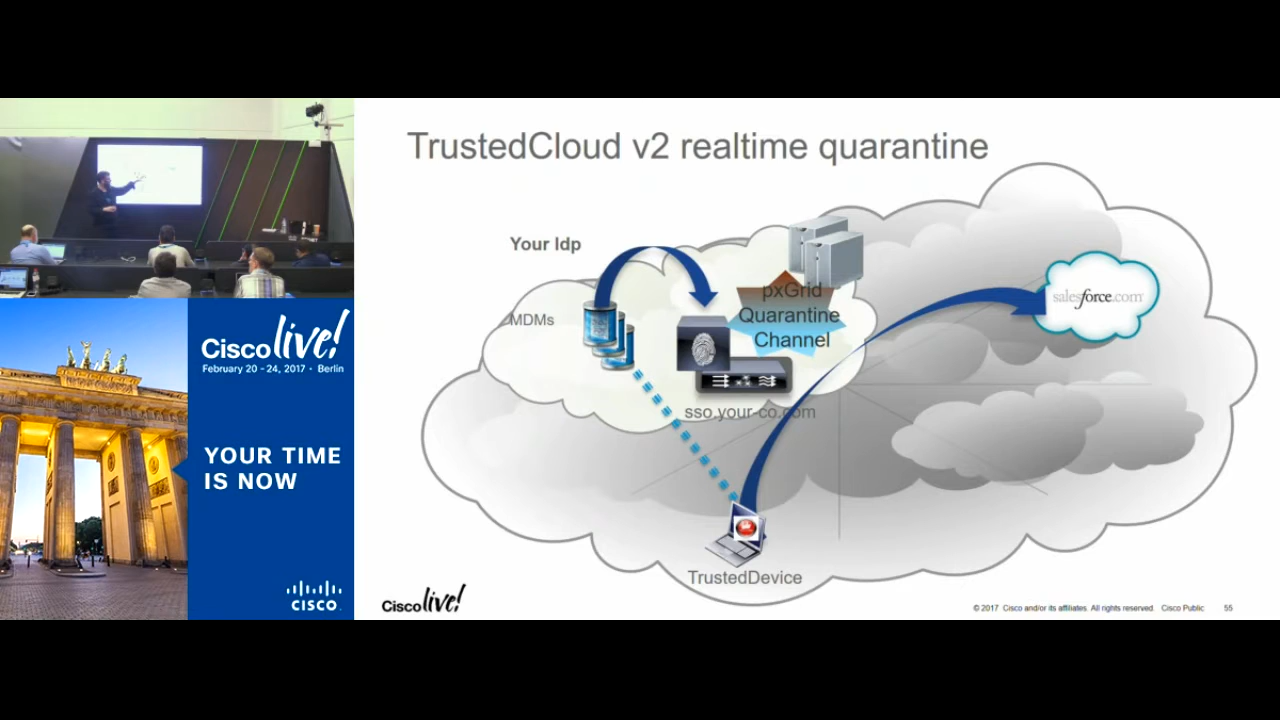 TrustedCloud v2 realtime quarantine
Your Idp
MDMs
pxGrid
Quarantine
Channel
salesforce.com
sso.your-co.com
TrustedDevice
Cisco live!
February 20 - 24, 2017 • Berlin
YOUR TIME
IS NOW
CISCO
Cisco live!
© 2017 Cisco and/or its affiliates. All rights reserved. Cisco Public 55